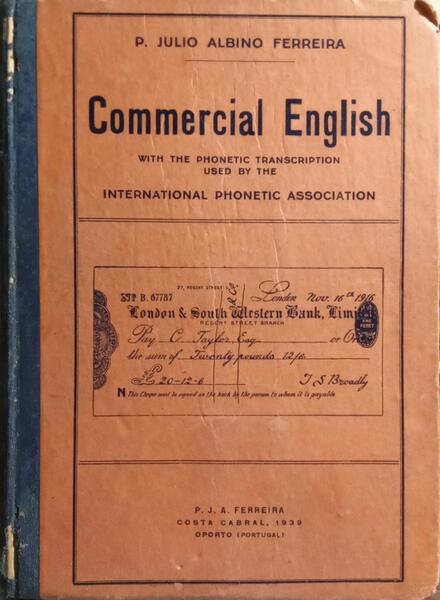 P. JULIO ALBINO FERREIRA
Commercial English
WITH THE PHONETIC TRANSCRIPTION
USED BY THE
INTERNATIONAL PHONETIC ASSOCIATION
27, REGENT STREET
B. 67787
London Nov. 16th 1916
London & South Western Bank, Limited
REGENT STREET BRANCH
Pay C Taylor, Esq or
the sum of Twenty pounds 12/6
& Co
£ 20-12-6
J S Broadly
This Cheque must be signed on the back by the person to whom it is payable
P. J. A. FERREIRA
COSTA CABRAL, 1939
OPORTO (PORTUGAL)